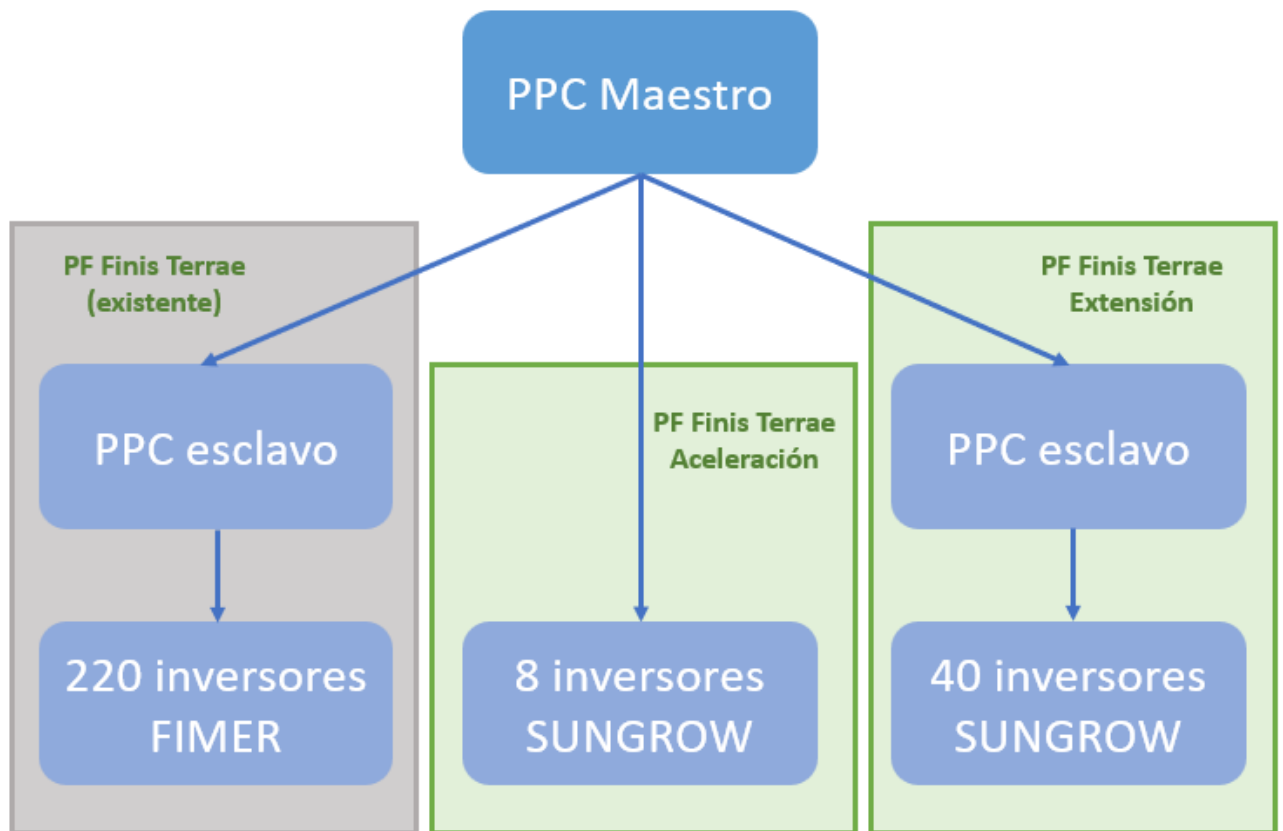 PPC Maestro
PF Finis Terrae
(existente)
PF Finis Terrae
Extensión
PPC esclavo
PF Finis Terrae
Aceleración
PPC esclavo
220 inversores
FIMER
8 inversores
SUNGROW
40 inversores
SUNGROW